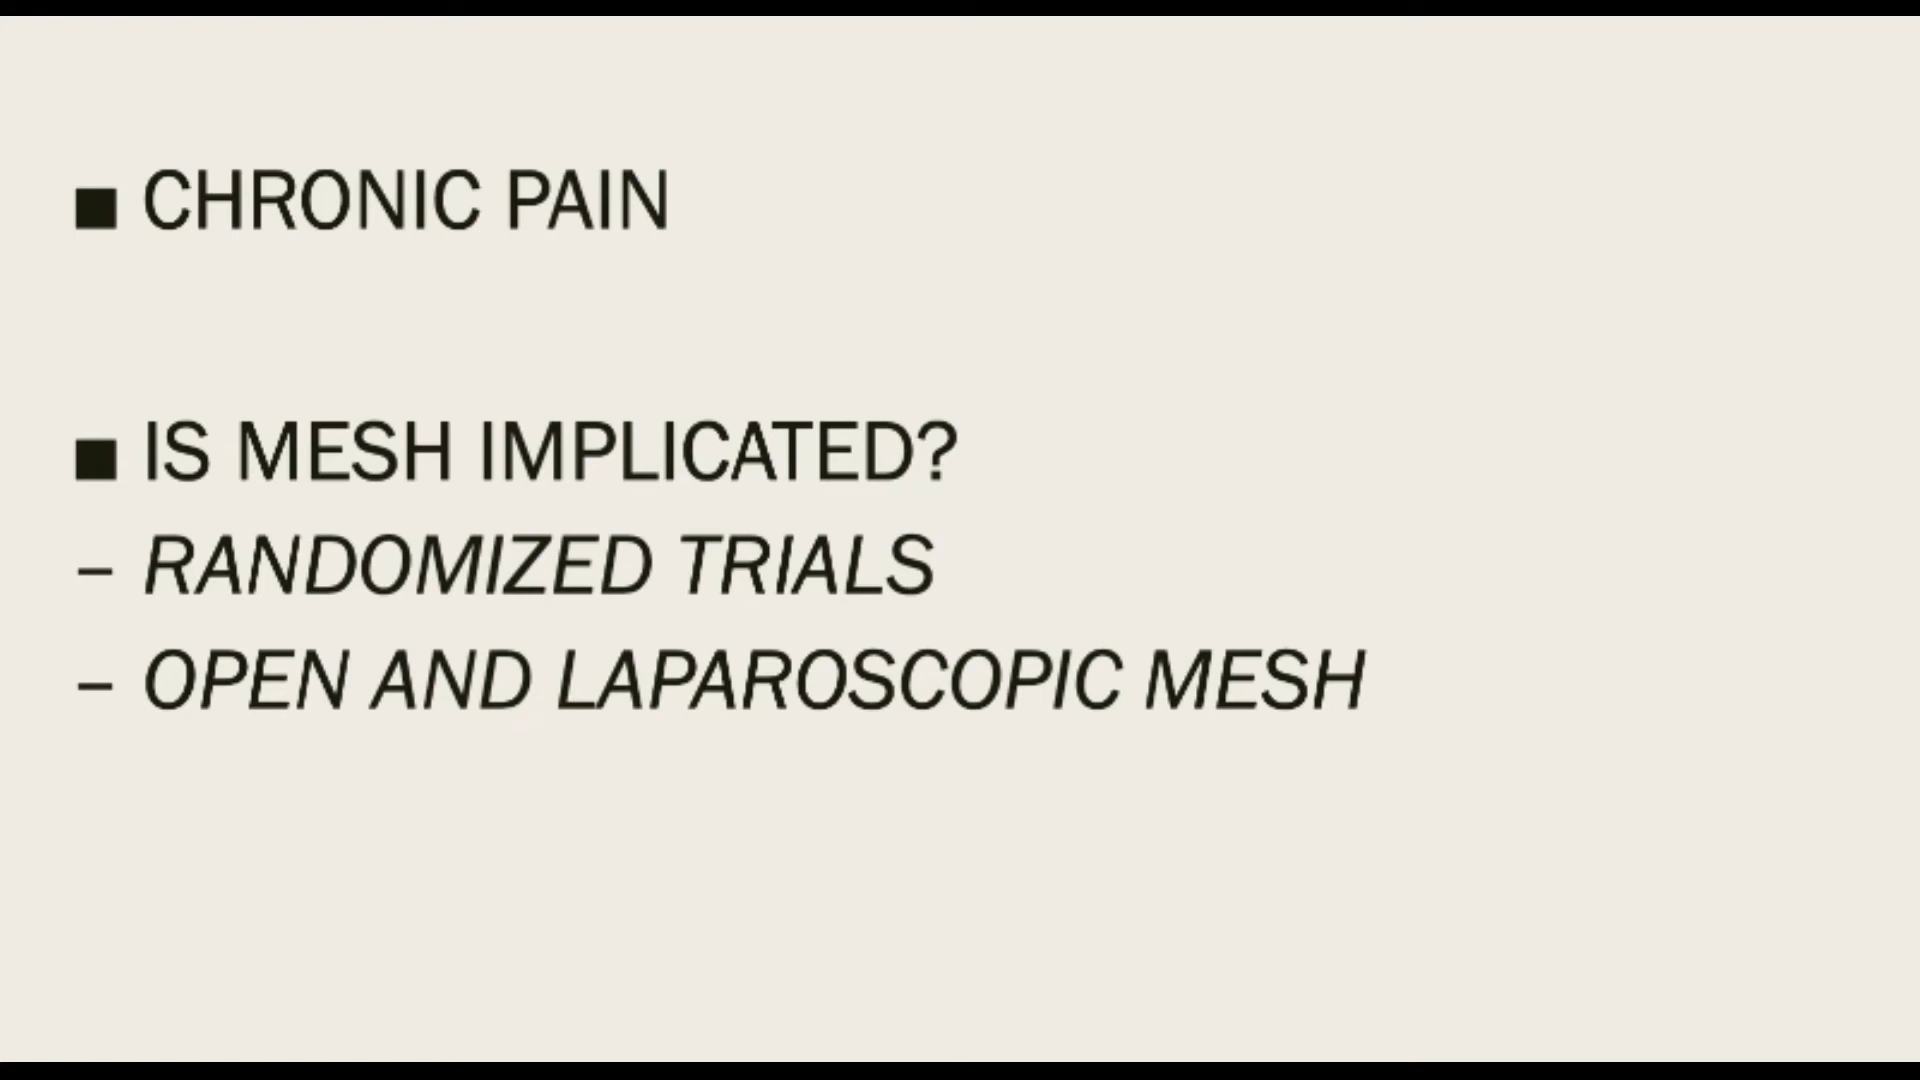 ■ CHRONIC PAIN
■ IS MESH IMPLICATED?
– RANDOMIZED TRIALS
– OPEN AND LAPAROSCOPIC MESH